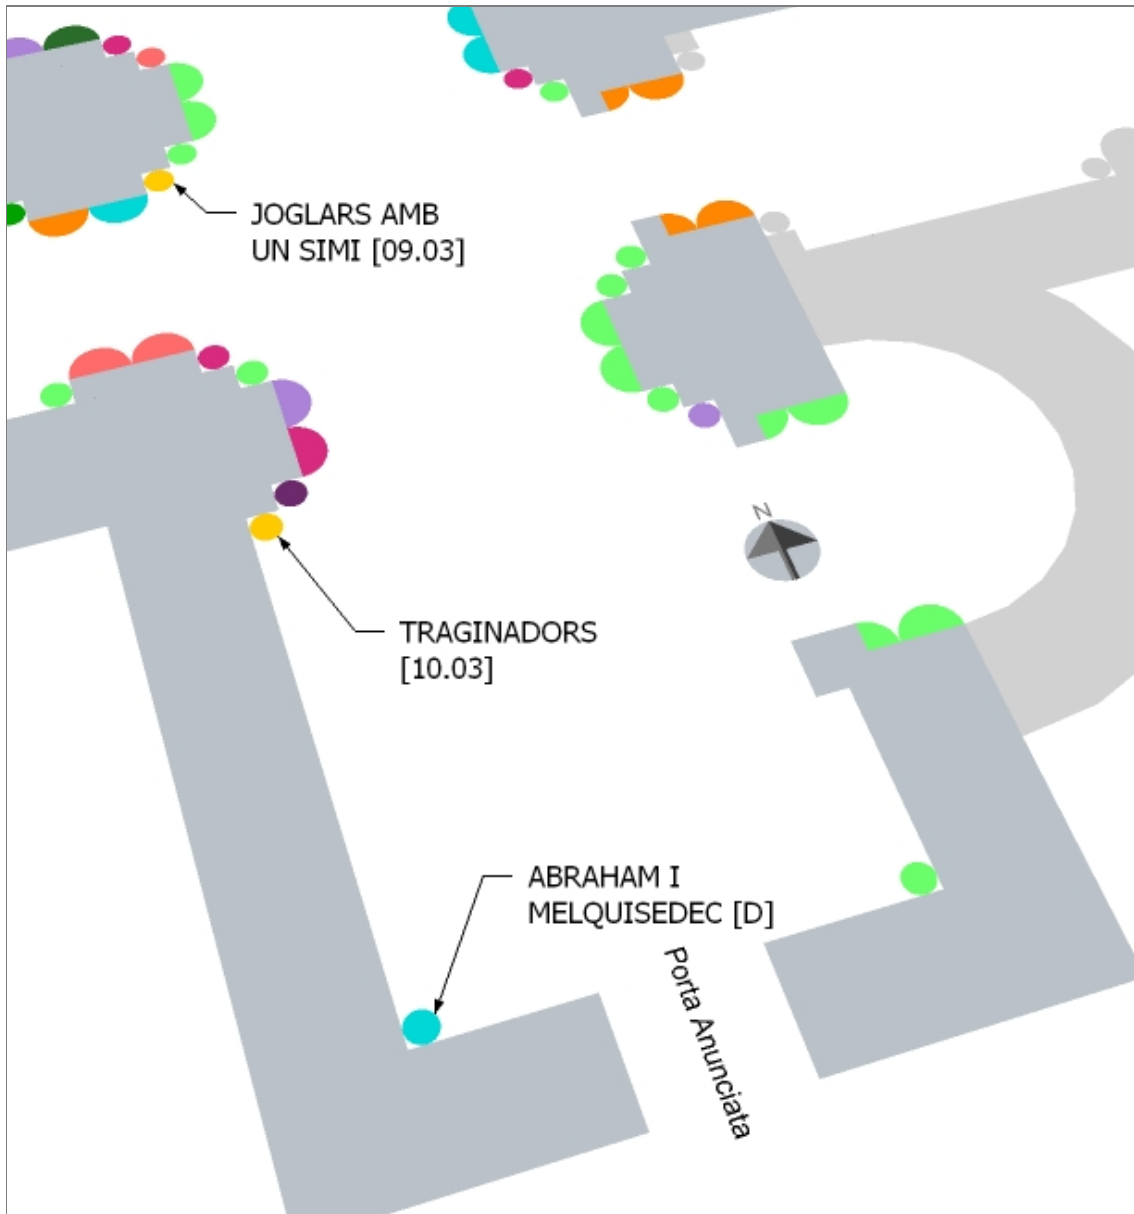 JOGLARS AMB
UN SIMI [09.03]
N
TRAGINADORS
[10.03]
ABRAHAM I
MELQUISEDEC [D]
Porta Anunciata